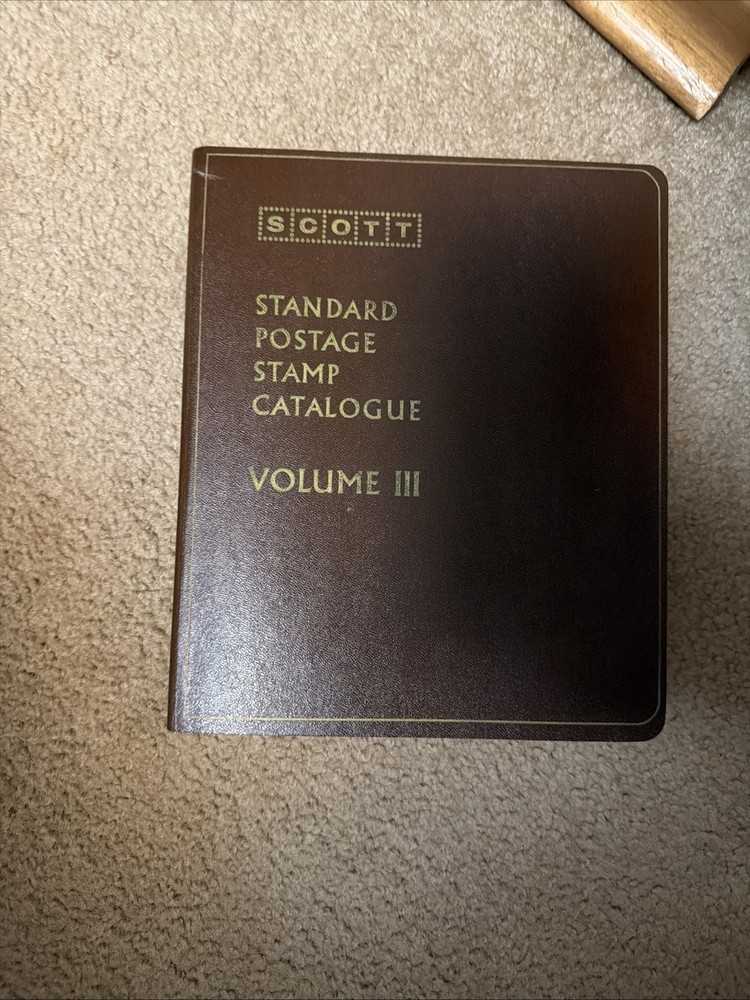 SCOTT
STANDARD
POSTAGE
STAMP
CATALOGUE
VOLUME III